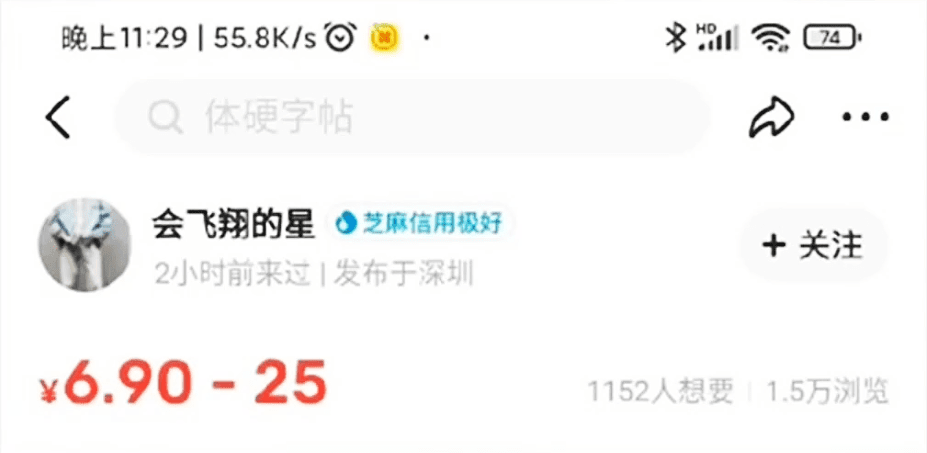 晚上11:29 | 55.8K/s
HD 74
体硬字帖
会飞翔的星 芝麻信用极好
2小时前来过 | 发布于深圳
+ 关注
¥6.90 - 25
1152人想要 | 1.5万浏览